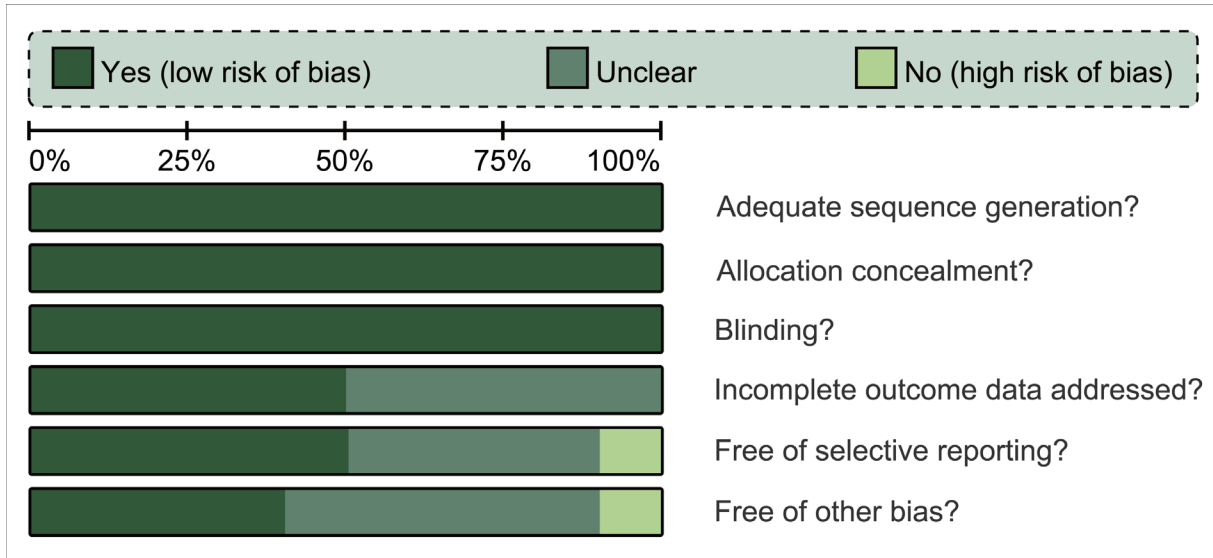 Yes (low risk of bias) Unclear No (high risk of bias)
0% 25% 50% 75% 100%
Adequate sequence generation?
Allocation concealment?
Blinding?
Incomplete outcome data addressed?
Free of selective reporting?
Free of other bias?